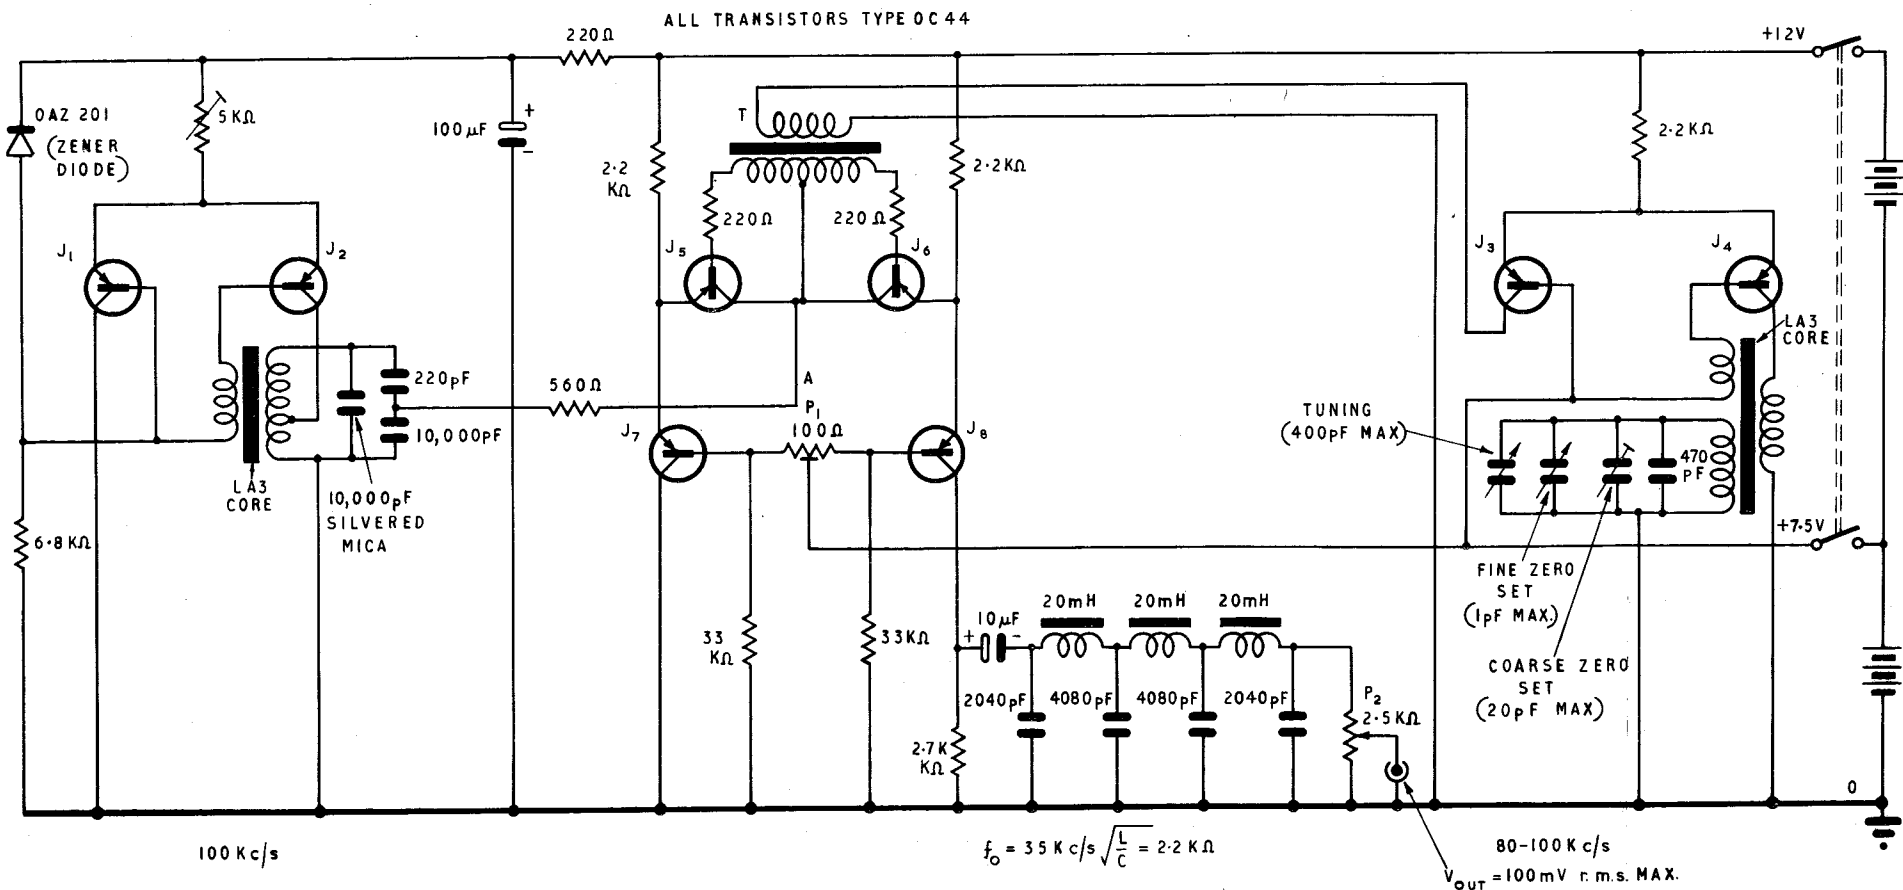 ALL TRANSISTORS TYPE OC44
220Ω
+12V
OAZ 201
(ZENER
DIODE)
5KΩ
100µF
+
-
T
2·2
KΩ
2·2KΩ
2·2KΩ
220Ω
220Ω
J1
J2
J5
J6
J3
J4
LA3
CORE
220pF
10,000pF
560Ω
A
P1
100Ω
J7
J8
TUNING
(400pF MAX)
470
PF
LA3
CORE
10,000pF
SILVERED
MICA
6·8KΩ
+7·5V
FINE ZERO
SET
(1pF MAX.)
COARSE ZERO
SET
(20pF MAX)
33
KΩ
33KΩ
+
10µF
-
20mH
20mH
20mH
2040pF
4080pF
4080pF
2040pF
P2
2·5KΩ
2·7K
KΩ
0
100Kc/s
f0 = 35Kc/s √L/C = 2·2KΩ
80-100Kc/s
VOUT = 100mV r.m.s. MAX.